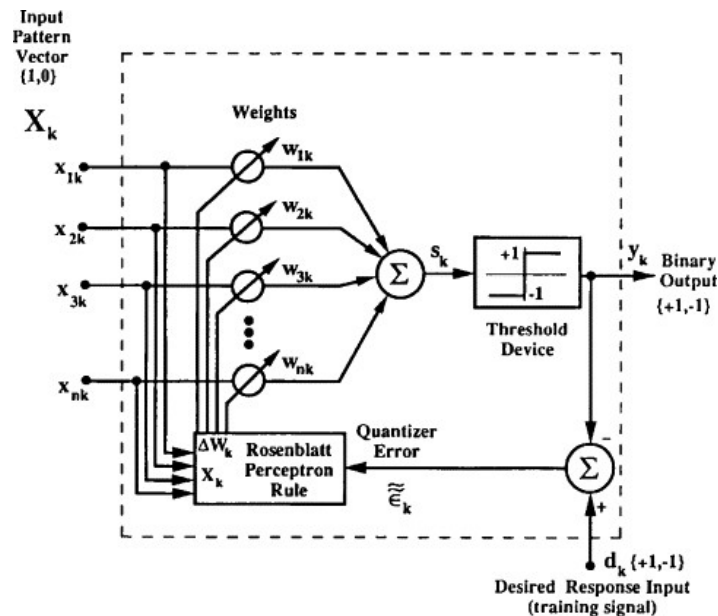 Input
Pattern
Vector
{1,0}
X_k
Weights
x_1k
w_1k
x_2k
w_2k
x_3k
w_3k
x_nk
w_nk
Σ
s_k
+1
-1
Threshold
Device
y_k
Binary
Output
{+1,-1}
ΔW_k
X_k
Rosenblatt
Perceptron
Rule
Quantizer
Error
ε̃̃_k
Σ
-
+
d_k {+1,-1}
Desired Response Input
(training signal)